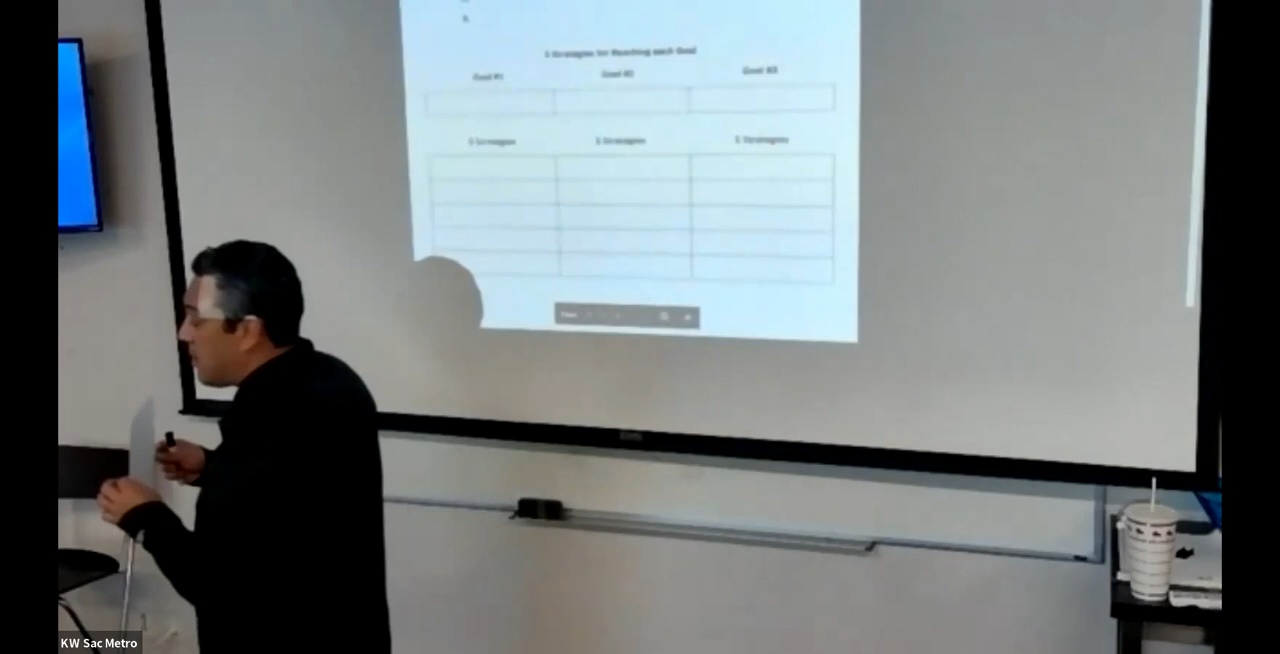 5 Strategies for Reaching each Goal
Goal #1 Goal #2 Goal #3
5 Strategies 5 Strategies 5 Strategies
KW Sac Metro